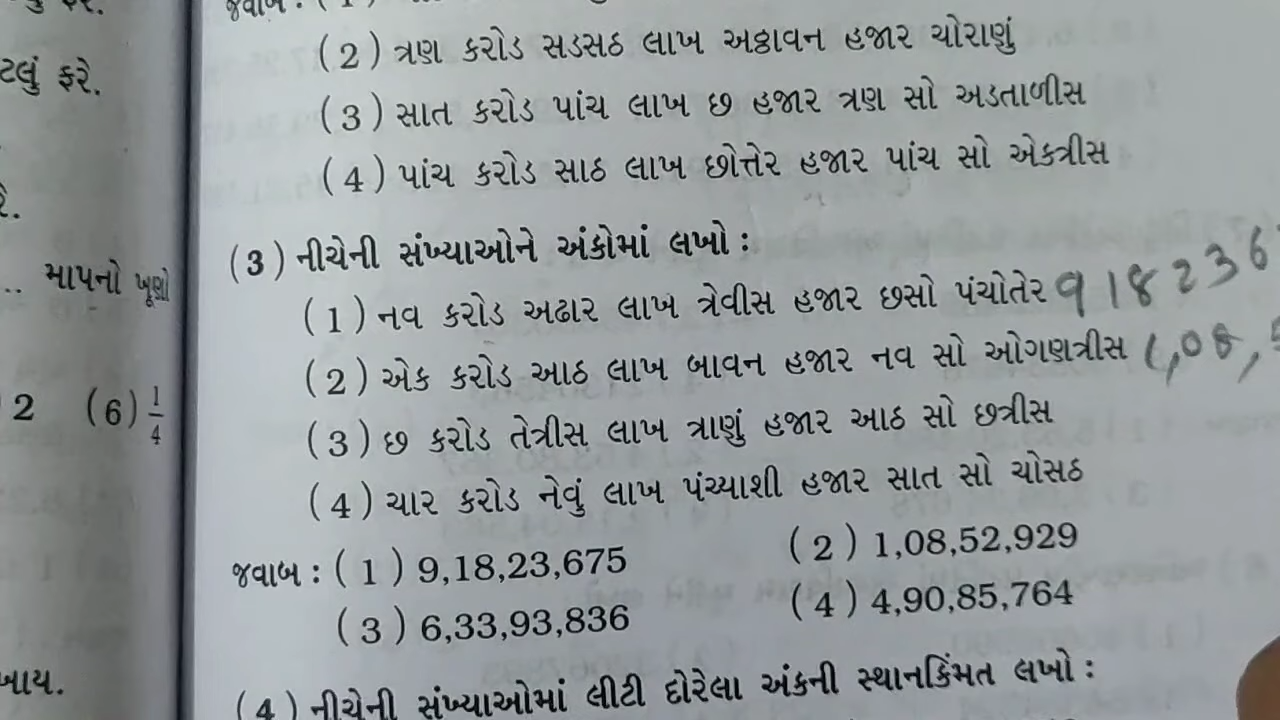 જવાબ :
( 2 ) ત્રણ કરોડ સડસઠ લાખ અઠ્ઠાવન હજાર ચોરાણું
ટલું ફરે.
( 3 ) સાત કરોડ પાંચ લાખ છ હજાર ત્રણ સો અડતાળીસ
( 4 ) પાંચ કરોડ સાઠ લાખ છોત્તેર હજાર પાંચ સો એકત્રીસ
( 3 ) નીચેની સંખ્યાઓને અંકોમાં લખો :
.. માપનો ખૂણો
( 1 ) નવ કરોડ અઢાર લાખ ત્રેવીસ હજાર છસો પંચોતેર 918236
( 2 ) એક કરોડ આઠ લાખ બાવન હજાર નવ સો ઓગણત્રીસ 1,08,5
2 (6) 1/4
( 3 ) છ કરોડ તેત્રીસ લાખ ત્રાણું હજાર આઠ સો છત્રીસ
( 4 ) ચાર કરોડ નેવું લાખ પંચ્યાશી હજાર સાત સો ચોસઠ
જવાબ : ( 1 ) 9,18,23,675 ( 2 ) 1,08,52,929
( 3 ) 6,33,93,836 ( 4 ) 4,90,85,764
ખાય.
( 4 ) નીચેની સંખ્યાઓમાં લીટી દોરેલા અંકની સ્થાનકિંમત લખો :